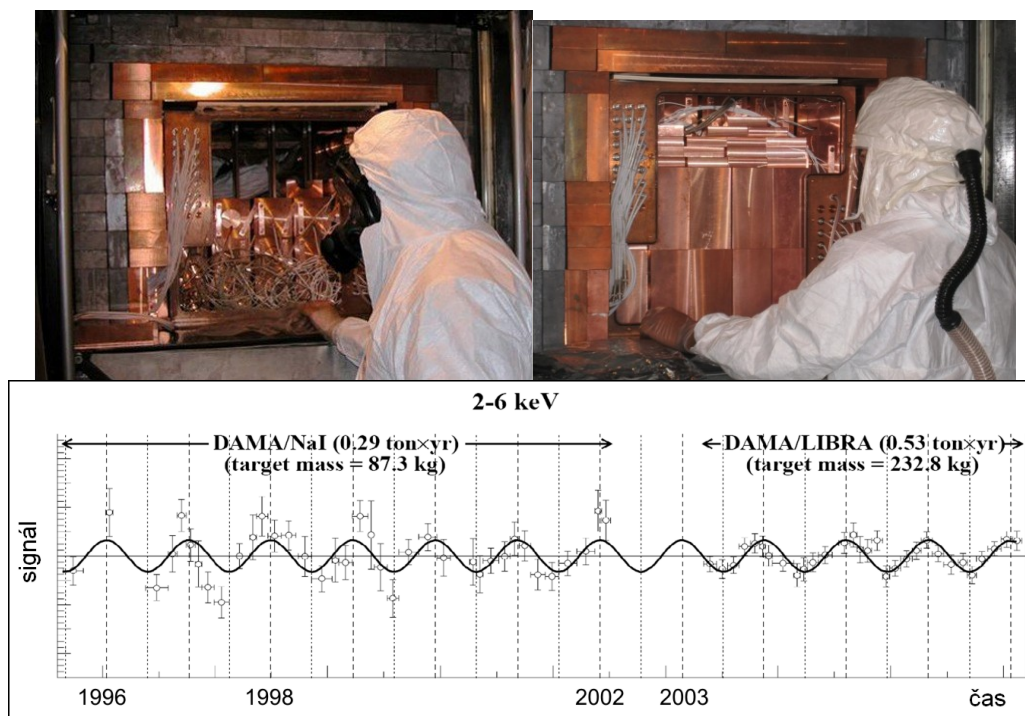 2-6 keV
DAMA/NaI (0.29 ton×yr)
(target mass = 87.3 kg)
DAMA/LIBRA (0.53 ton×yr)
(target mass = 232.8 kg)
signál
1996
1998
2002
2003
čas